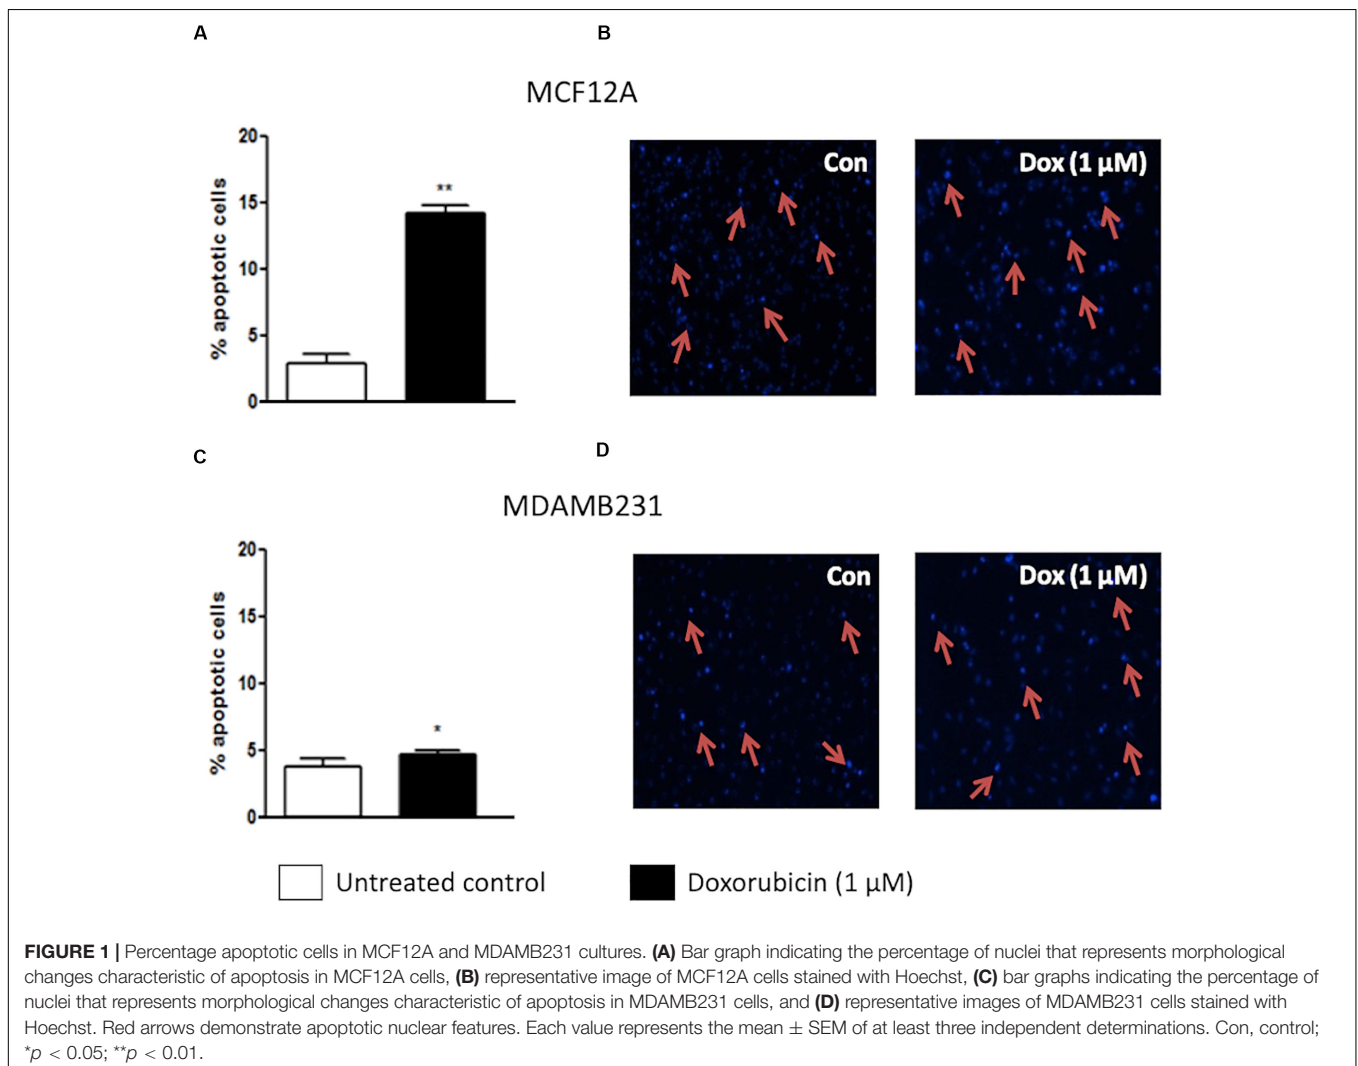 A
B
MCF12A
20
15
10
5
0
% apoptotic cells
**
Con
Dox (1 µM)
C
D
MDAMB231
20
15
10
5
0
% apoptotic cells
*
Con
Dox (1 µM)
Untreated control
Doxorubicin (1 µM)
FIGURE 1 | Percentage apoptotic cells in MCF12A and MDAMB231 cultures. (A) Bar graph indicating the percentage of nuclei that represents morphological
changes characteristic of apoptosis in MCF12A cells, (B) representative image of MCF12A cells stained with Hoechst, (C) bar graphs indicating the percentage of
nuclei that represents morphological changes characteristic of apoptosis in MDAMB231 cells, and (D) representative images of MDAMB231 cells stained with
Hoechst. Red arrows demonstrate apoptotic nuclear features. Each value represents the mean ± SEM of at least three independent determinations. Con, control;
*p < 0.05; **p < 0.01.